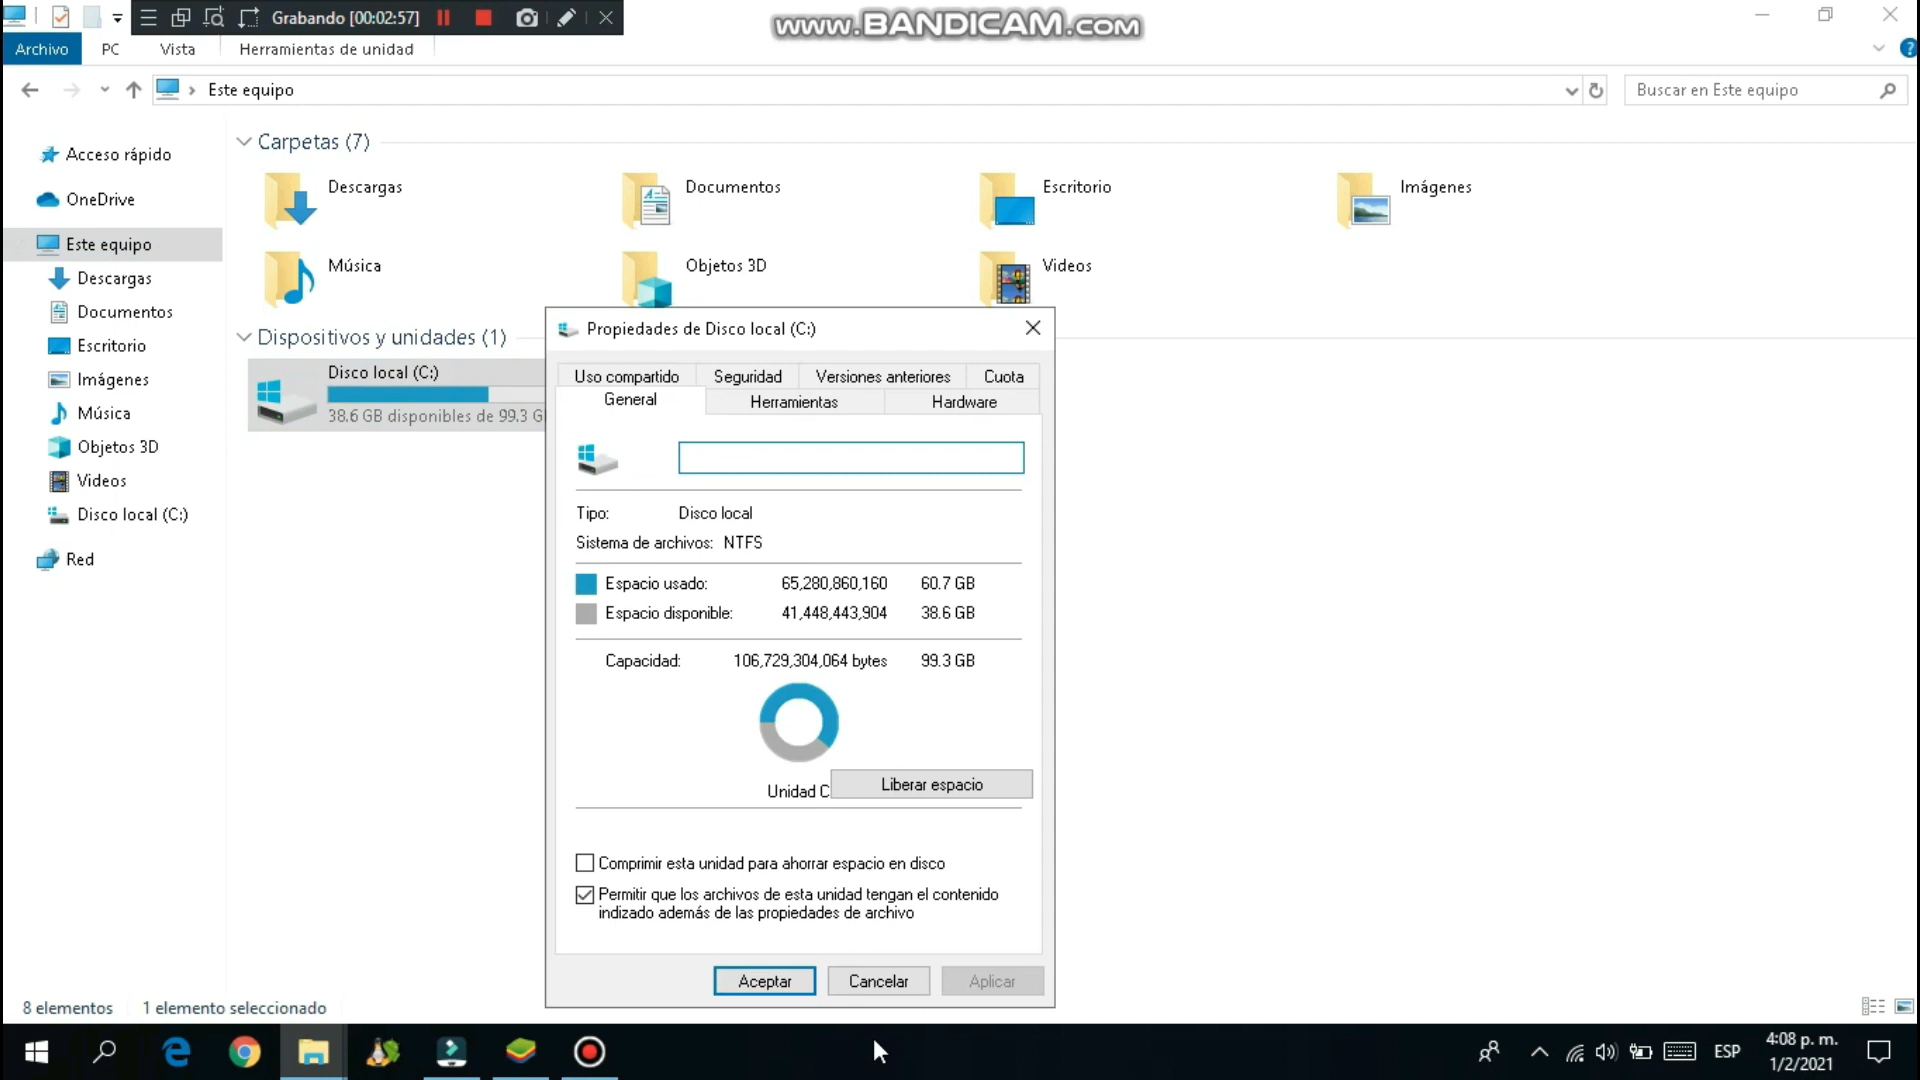 Grabando [00:02:57]
www.BANDICAM.com
Archivo PC Vista Herramientas de unidad
?
Este equipo
Buscar en Este equipo
Acceso rápido
OneDrive
Este equipo
Descargas
Documentos
Escritorio
Imágenes
Música
Objetos 3D
Videos
Disco local (C:)
Red
Carpetas (7)
Descargas
Documentos
Escritorio
Imágenes
Música
Objetos 3D
Videos
Dispositivos y unidades (1)
Disco local (C:)
38.6 GB disponibles de 99.3 G
Propiedades de Disco local (C:)
Uso compartido Seguridad Versiones anteriores Cuota
General Herramientas Hardware
Tipo: Disco local
Sistema de archivos: NTFS
Espacio usado: 65,280,860,160 60.7 GB
Espacio disponible: 41,448,443,904 38.6 GB
Capacidad: 106,729,304,064 bytes 99.3 GB
Unidad C
Liberar espacio
Comprimir esta unidad para ahorrar espacio en disco
Permitir que los archivos de esta unidad tengan el contenido
indizado además de las propiedades de archivo
Aceptar Cancelar Aplicar
8 elementos 1 elemento seleccionado
ESP
4:08 p. m.
1/2/2021